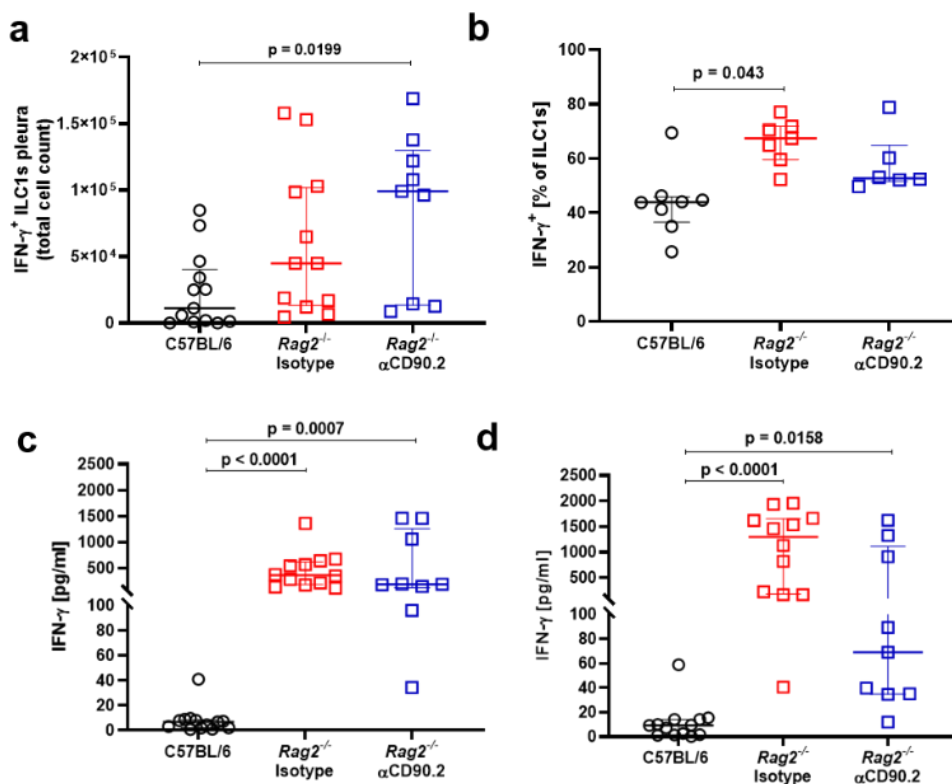 a
IFN-γ⁺ ILC1s pleura
(total cell count)
2×10⁵
1.5×10⁵
1×10⁵
5×10⁴
0
p = 0.0199
C57BL/6
Rag2⁻/⁻
Isotype
Rag2⁻/⁻
αCD90.2
b
IFN-γ⁺ [% of ILC1s]
100
80
60
40
20
0
p = 0.043
C57BL/6
Rag2⁻/⁻
Isotype
Rag2⁻/⁻
αCD90.2
c
IFN-γ [pg/ml]
2500
2000
1500
1000
500
100
80
60
40
20
0
p = 0.0007
p < 0.0001
C57BL/6
Rag2⁻/⁻
Isotype
Rag2⁻/⁻
αCD90.2
d
IFN-γ [pg/ml]
2500
2000
1500
1000
500
100
80
60
40
20
0
p = 0.0158
p < 0.0001
C57BL/6
Rag2⁻/⁻
Isotype
Rag2⁻/⁻
αCD90.2